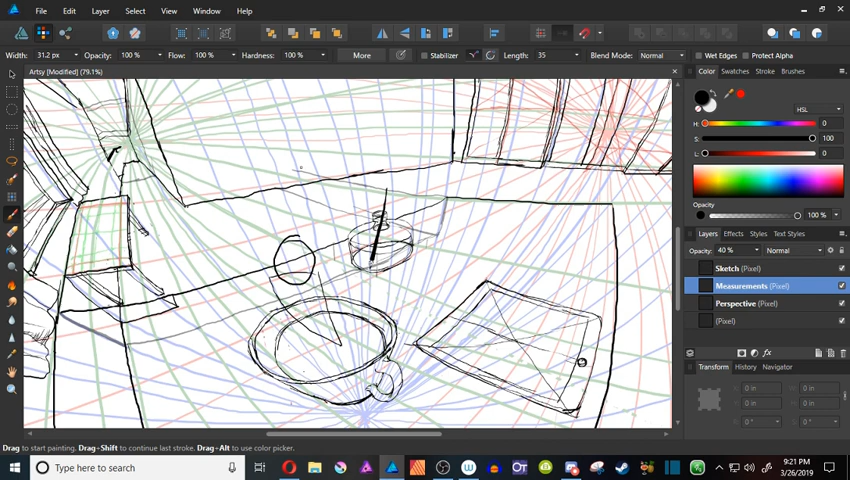 File Edit Layer Select Arrange View Window Help
Width: 31.2 px Opacity: 100 % Flow: 100 % Hardness: 100 % More Stabilizer Length: 35 Blend Mode: Normal Wet Edges Protect Alpha
Artsy [Modified] (79.1%)
Color Swatches Stroke Brushes
HSL
H: 0
S: 100
L: 0
Opacity
100 %
Layers Effects Styles Text Styles
Opacity: 40 % Normal
Sketch (Pixel)
Measurements (Pixel)
Perspective (Pixel)
(Pixel)
fx
Transform History Navigator
X: 0 in W: 0 in
Y: 0 in H: 0 in
R: 0 ° S: 0 °
Drag to start painting. Drag+Shift to continue last stroke. Drag+Alt to use color picker.
Type here to search
9:21 PM
3/26/2019